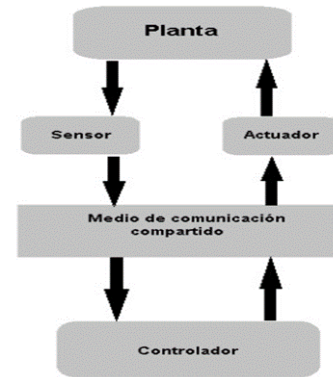 Planta
Sensor
Actuador
Medio de comunicación
compartido
Controlador